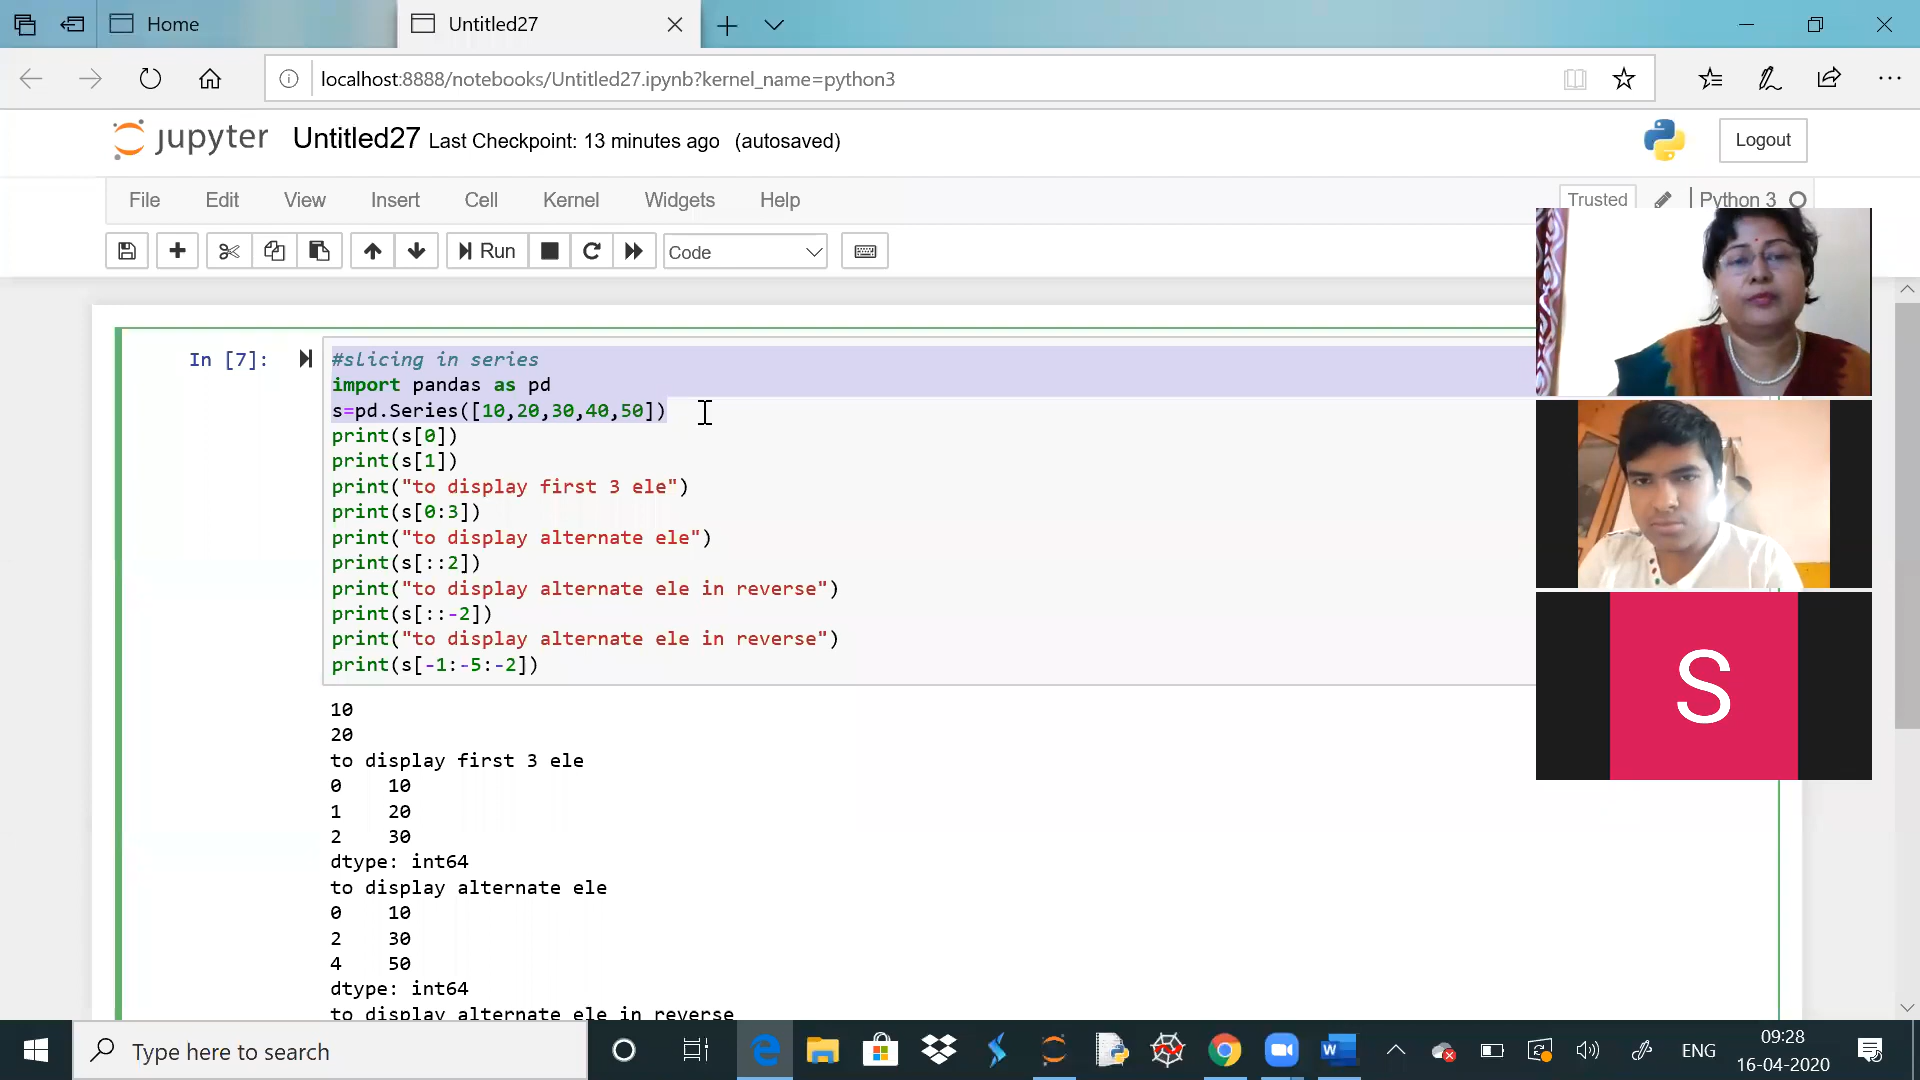 Home
Untitled27
localhost:8888/notebooks/Untitled27.ipynb?kernel_name=python3
jupyter Untitled27 Last Checkpoint: 13 minutes ago (autosaved)
Logout
File Edit View Insert Cell Kernel Widgets Help
Trusted
Python 3
Run
Code
In [7]:
#slicing in series
import pandas as pd
s=pd.Series([10,20,30,40,50])
print(s[0])
print(s[1])
print("to display first 3 ele")
print(s[0:3])
print("to display alternate ele")
print(s[::2])
print("to display alternate ele in reverse")
print(s[::-2])
print("to display alternate ele in reverse")
print(s[-1:-5:-2])
10
20
to display first 3 ele
0 10
1 20
2 30
dtype: int64
to display alternate ele
0 10
2 30
4 50
dtype: int64
to display alternate ele in reverse
S
Type here to search
ENG
09:28
16-04-2020